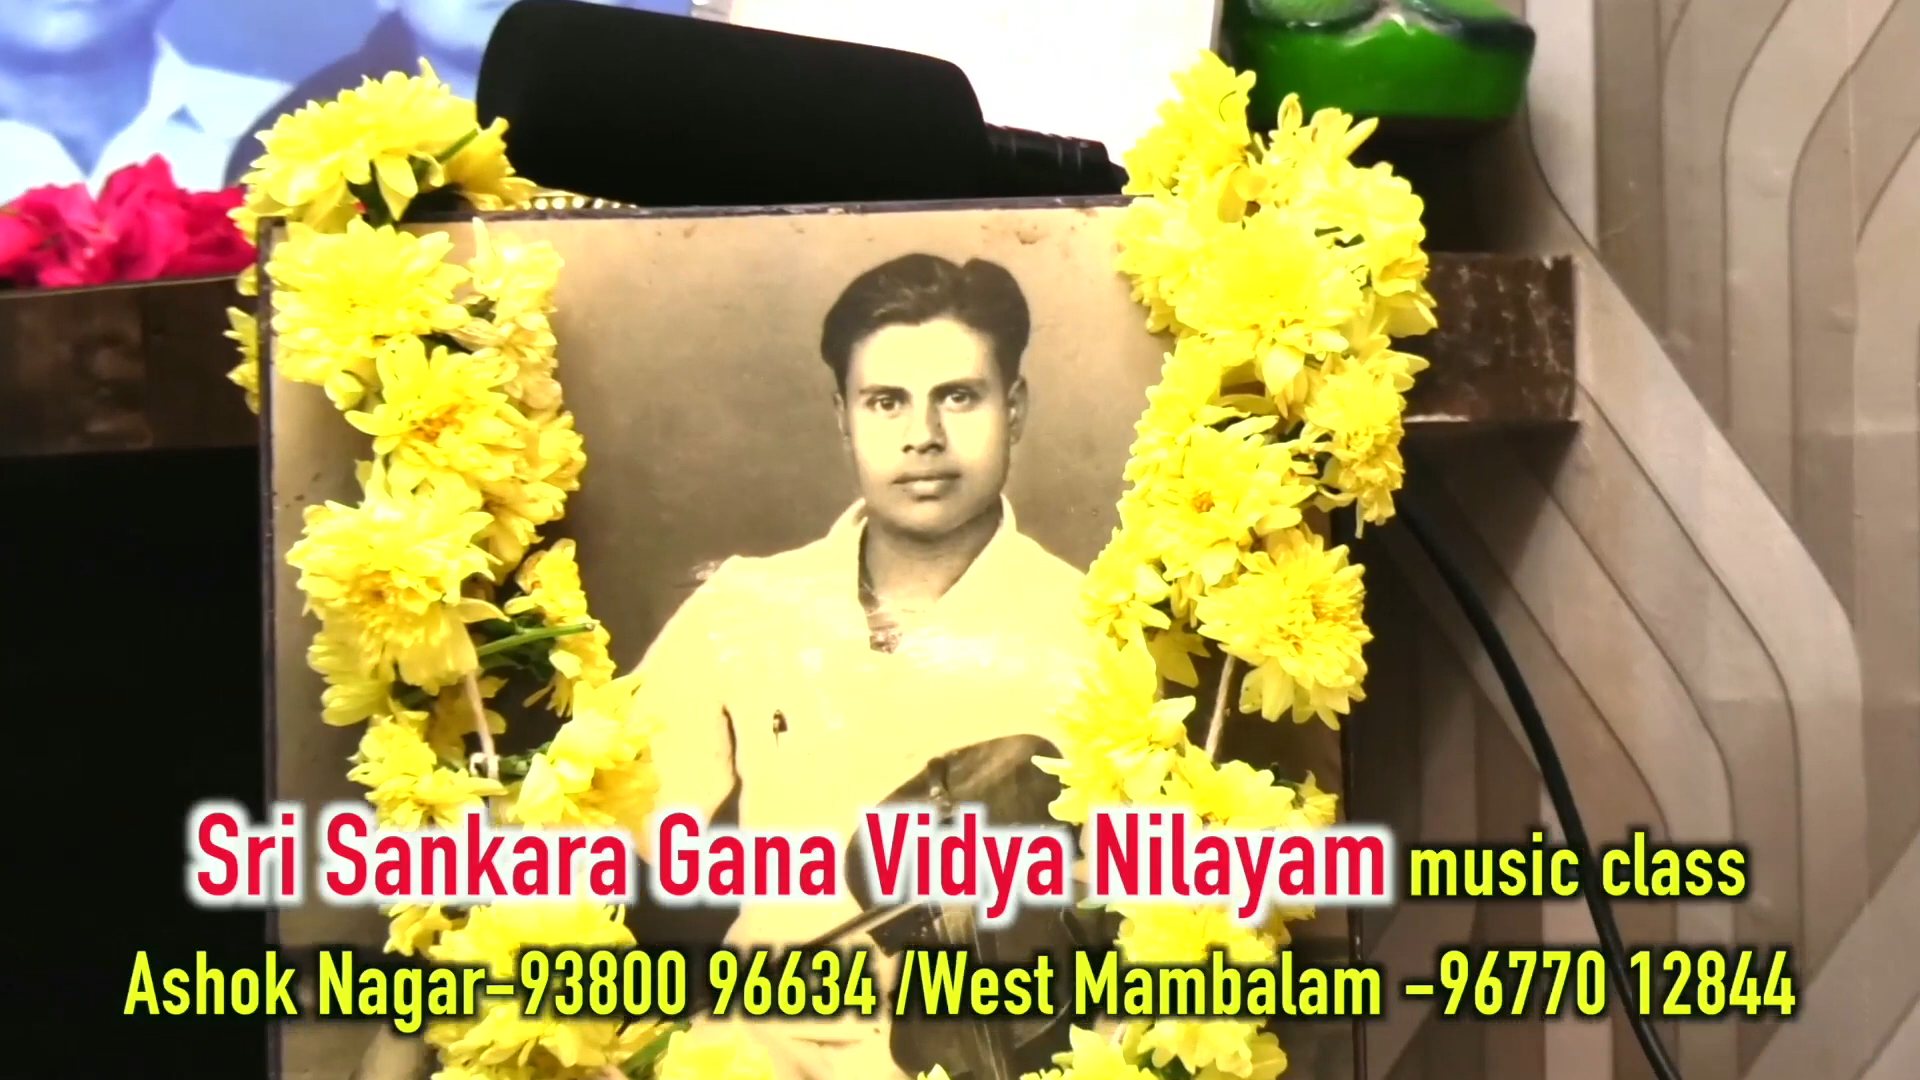 Sri Sankara Gana Vidya Nilayam music class
Ashok Nagar-93800 96634 /West Mambalam -96770 12844